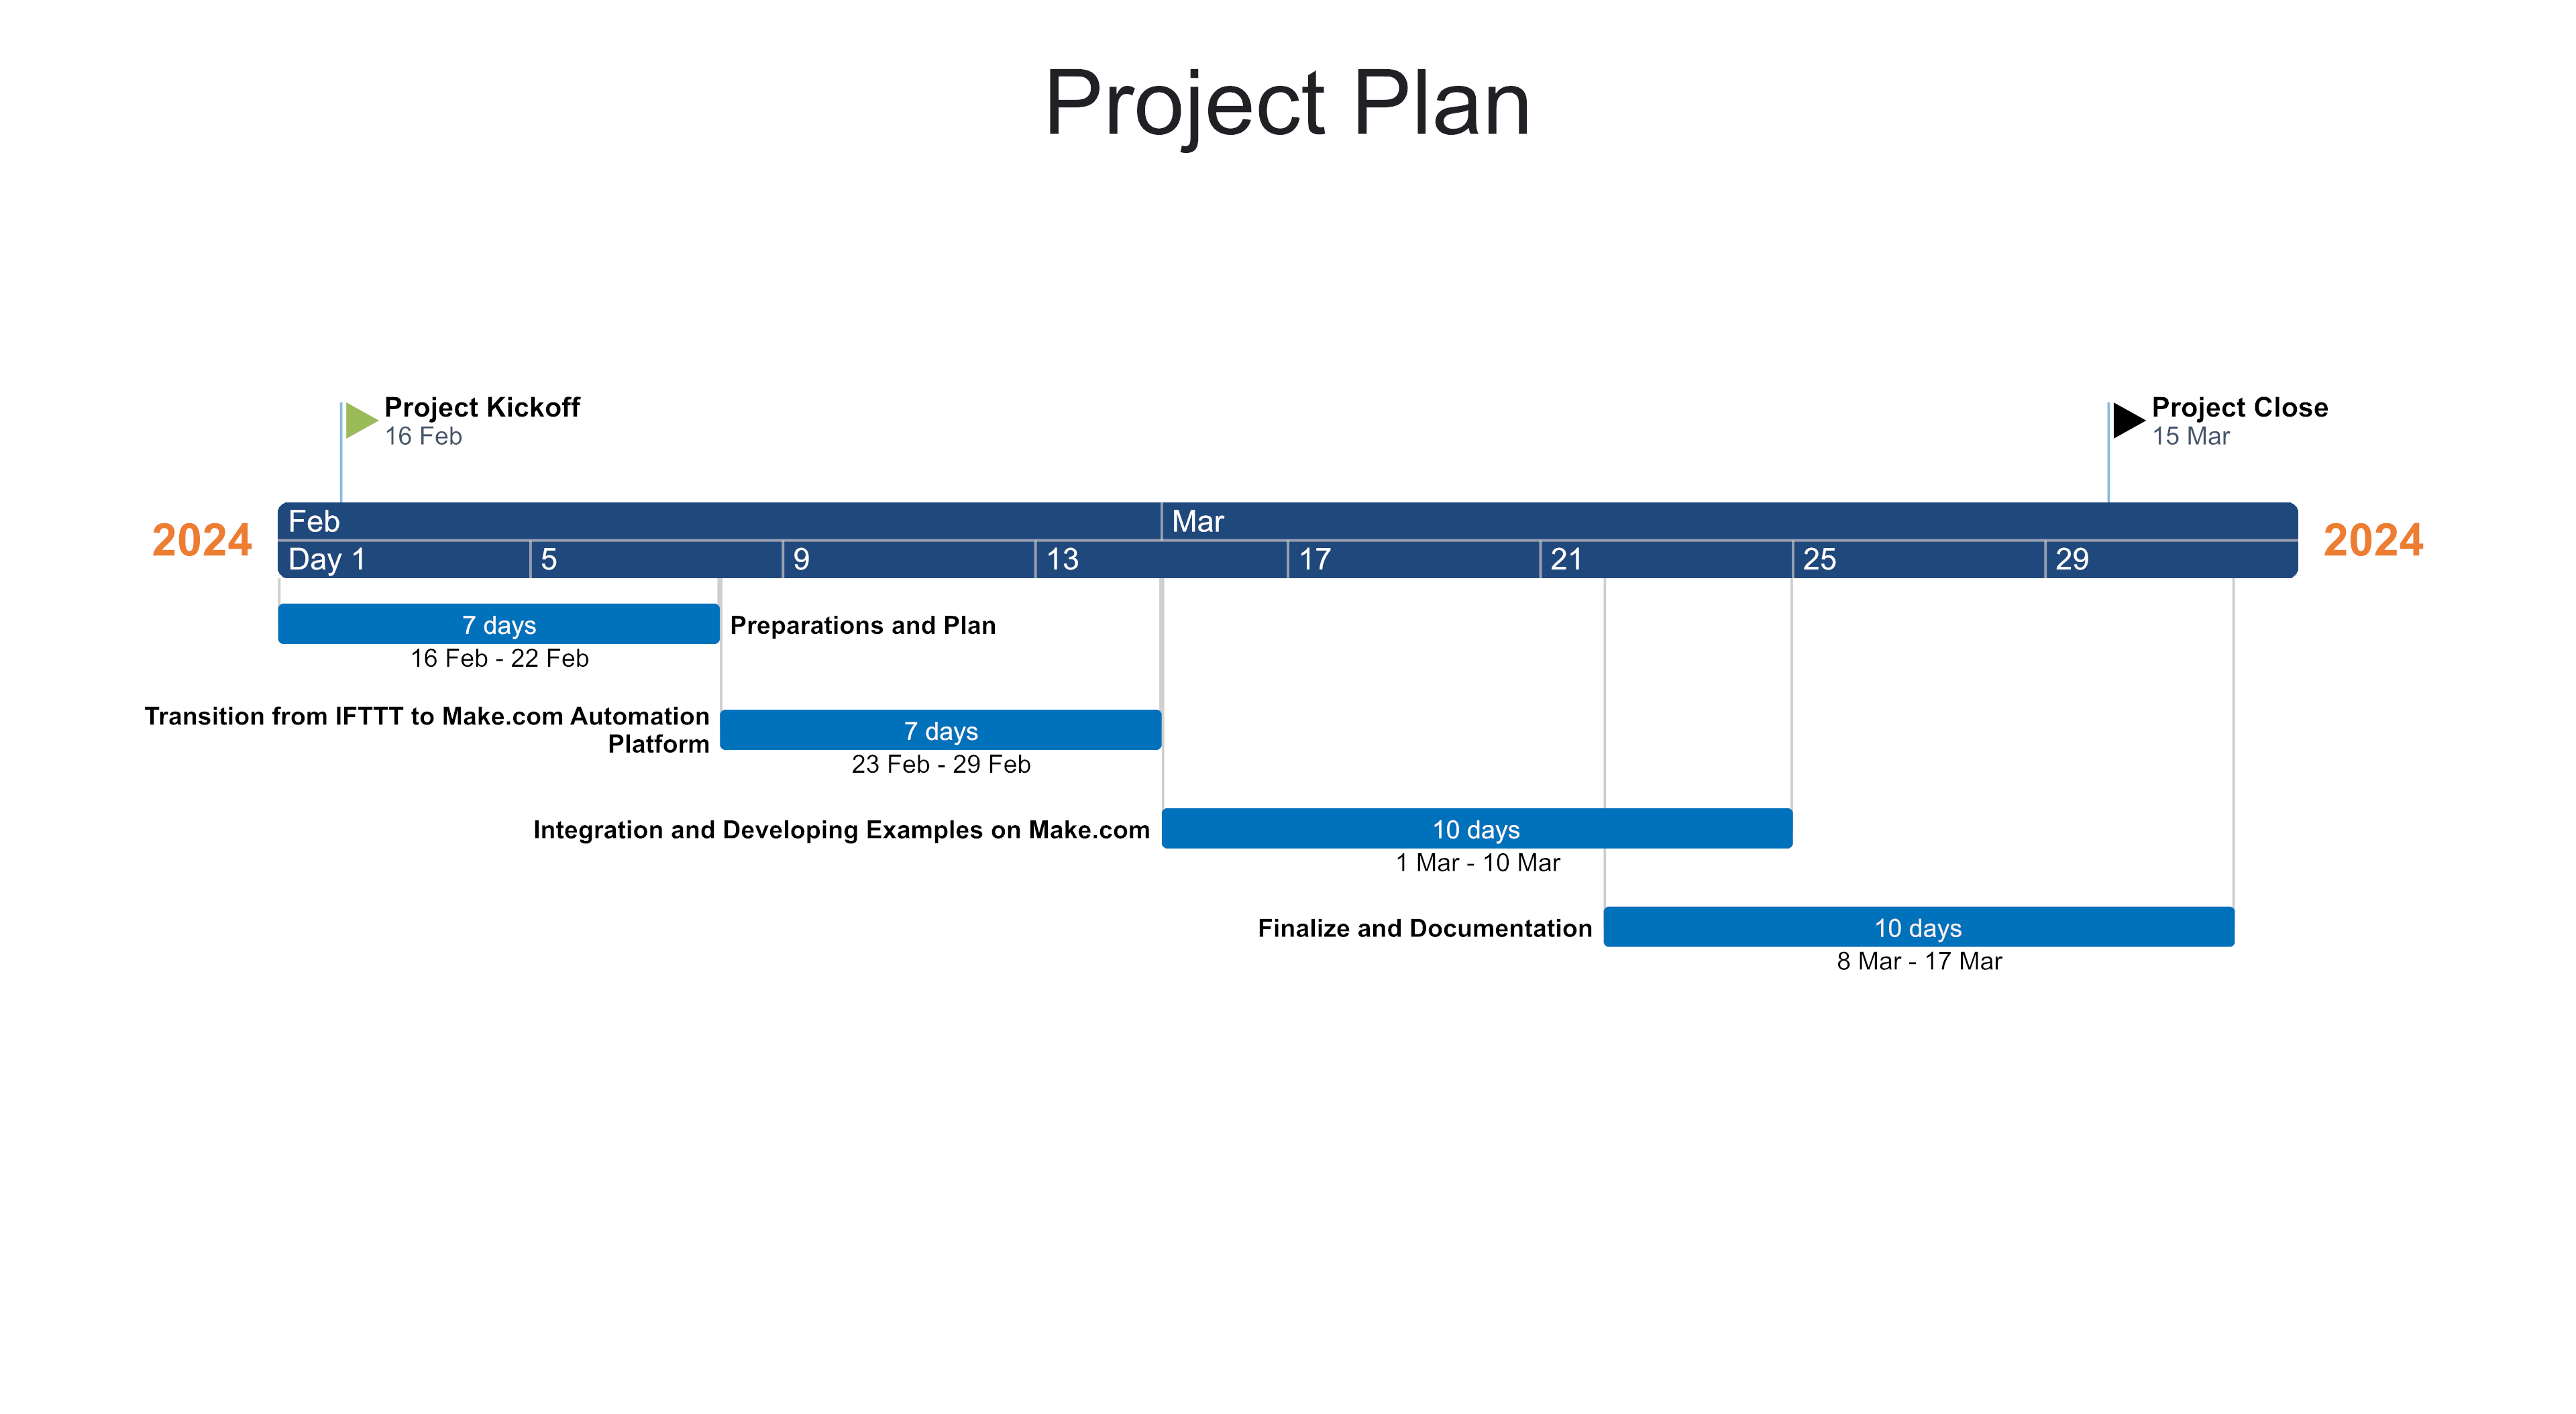 Project Plan
Project Kickoff
16 Feb
Project Close
15 Mar
2024
Feb
Mar
2024
Day 1
5
9
13
17
21
25
29
7 days
Preparations and Plan
16 Feb - 22 Feb
Transition from IFTTT to Make.com Automation
Platform
7 days
23 Feb - 29 Feb
Integration and Developing Examples on Make.com
10 days
1 Mar - 10 Mar
Finalize and Documentation
10 days
8 Mar - 17 Mar